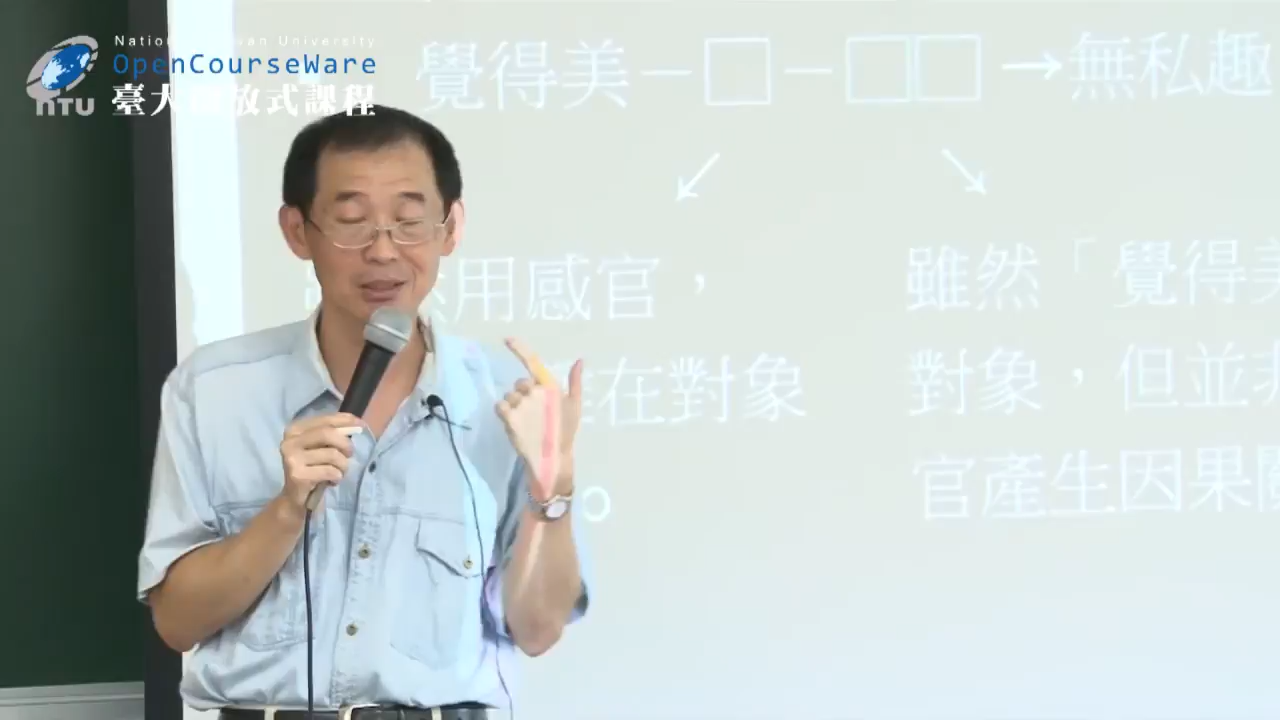 National Taiwan University
OpenCourseWare
NTU 臺大開放式課程
覺得美－□－□□→無私趣
用感官，
雖然「覺得美
在對象
對象，但並非
官產生因果關
。